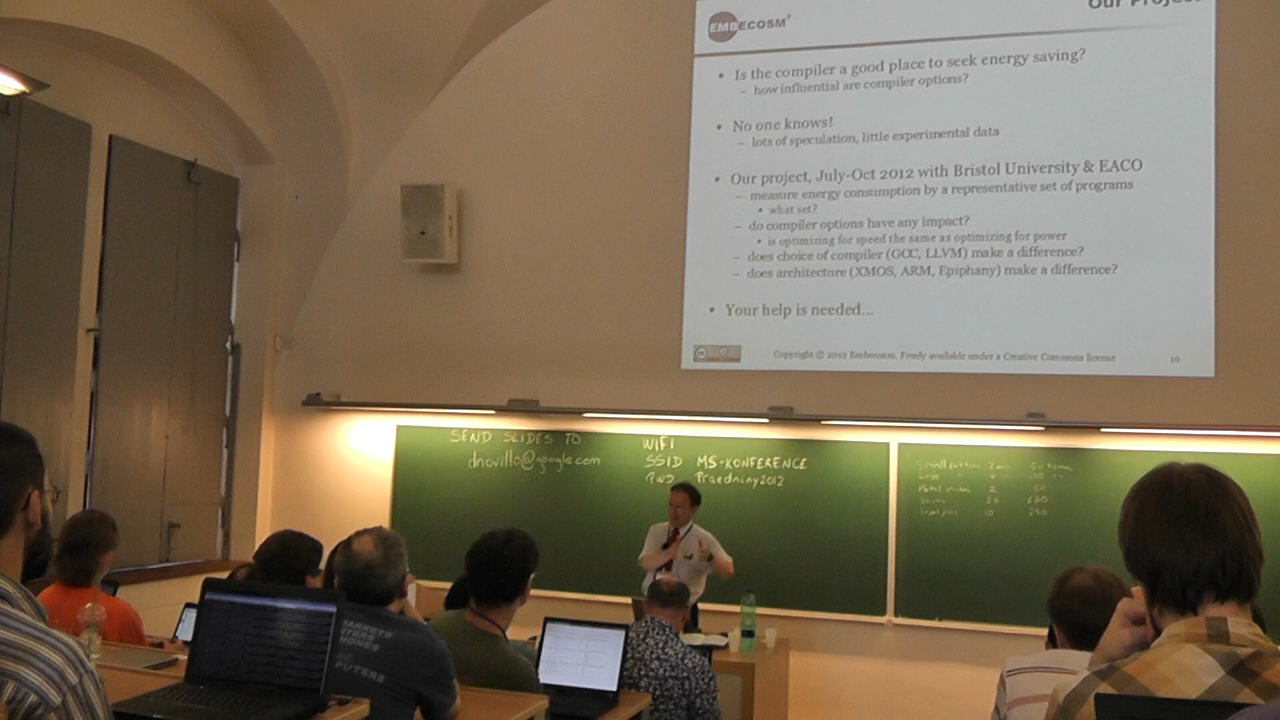 EMBECOSM®
Our Projec
• Is the compiler a good place to seek energy saving?
– how influential are compiler options?
• No one knows!
– lots of speculation, little experimental data
• Our project, July-Oct 2012 with Bristol University & EACO
– measure energy consumption by a representative set of programs
• what set?
– do compiler options have any impact?
• is optimizing for speed the same as optimizing for power
– does choice of compiler (GCC, LLVM) make a difference?
– does architecture (XMOS, ARM, Epiphany) make a difference?
• Your help is needed...
Copyright © 2012 Embecosm. Freely available under a Creative Commons license
10
SEND SLIDES TO
dnovillo@google.com
WIFI
SSID MS-KONFERENCE
PWD Praedniny2012